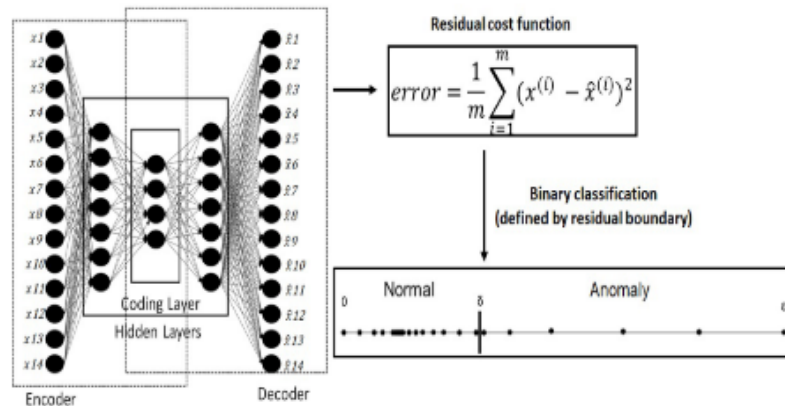 x1
x2
x3
x4
x5
x6
x7
x8
x9
x10
x11
x12
x13
x14
Encoder
Coding Layer
Hidden Layers
x̂1
x̂2
x̂3
x̂4
x̂5
x̂6
x̂7
x̂8
x̂9
x̂10
x̂11
x̂12
x̂13
x̂14
Decoder
Residual cost function
error = 1/m ∑_{i=1}^{m} (x^{(i)} − x̂^{(i)})²
Binary classification
(defined by residual boundary)
Normal
Anomaly
0